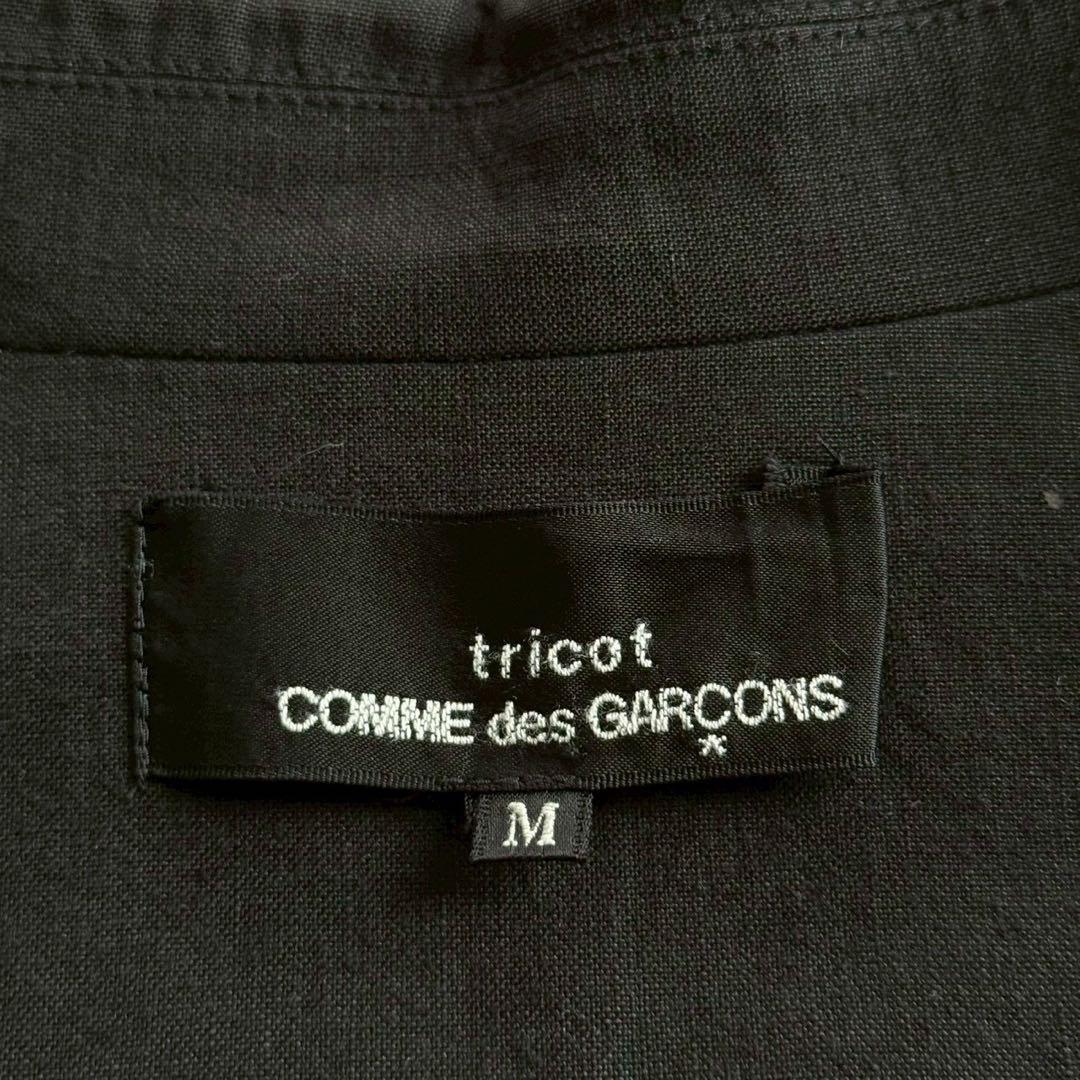 tricot
COMME des GARÇONS
*
M